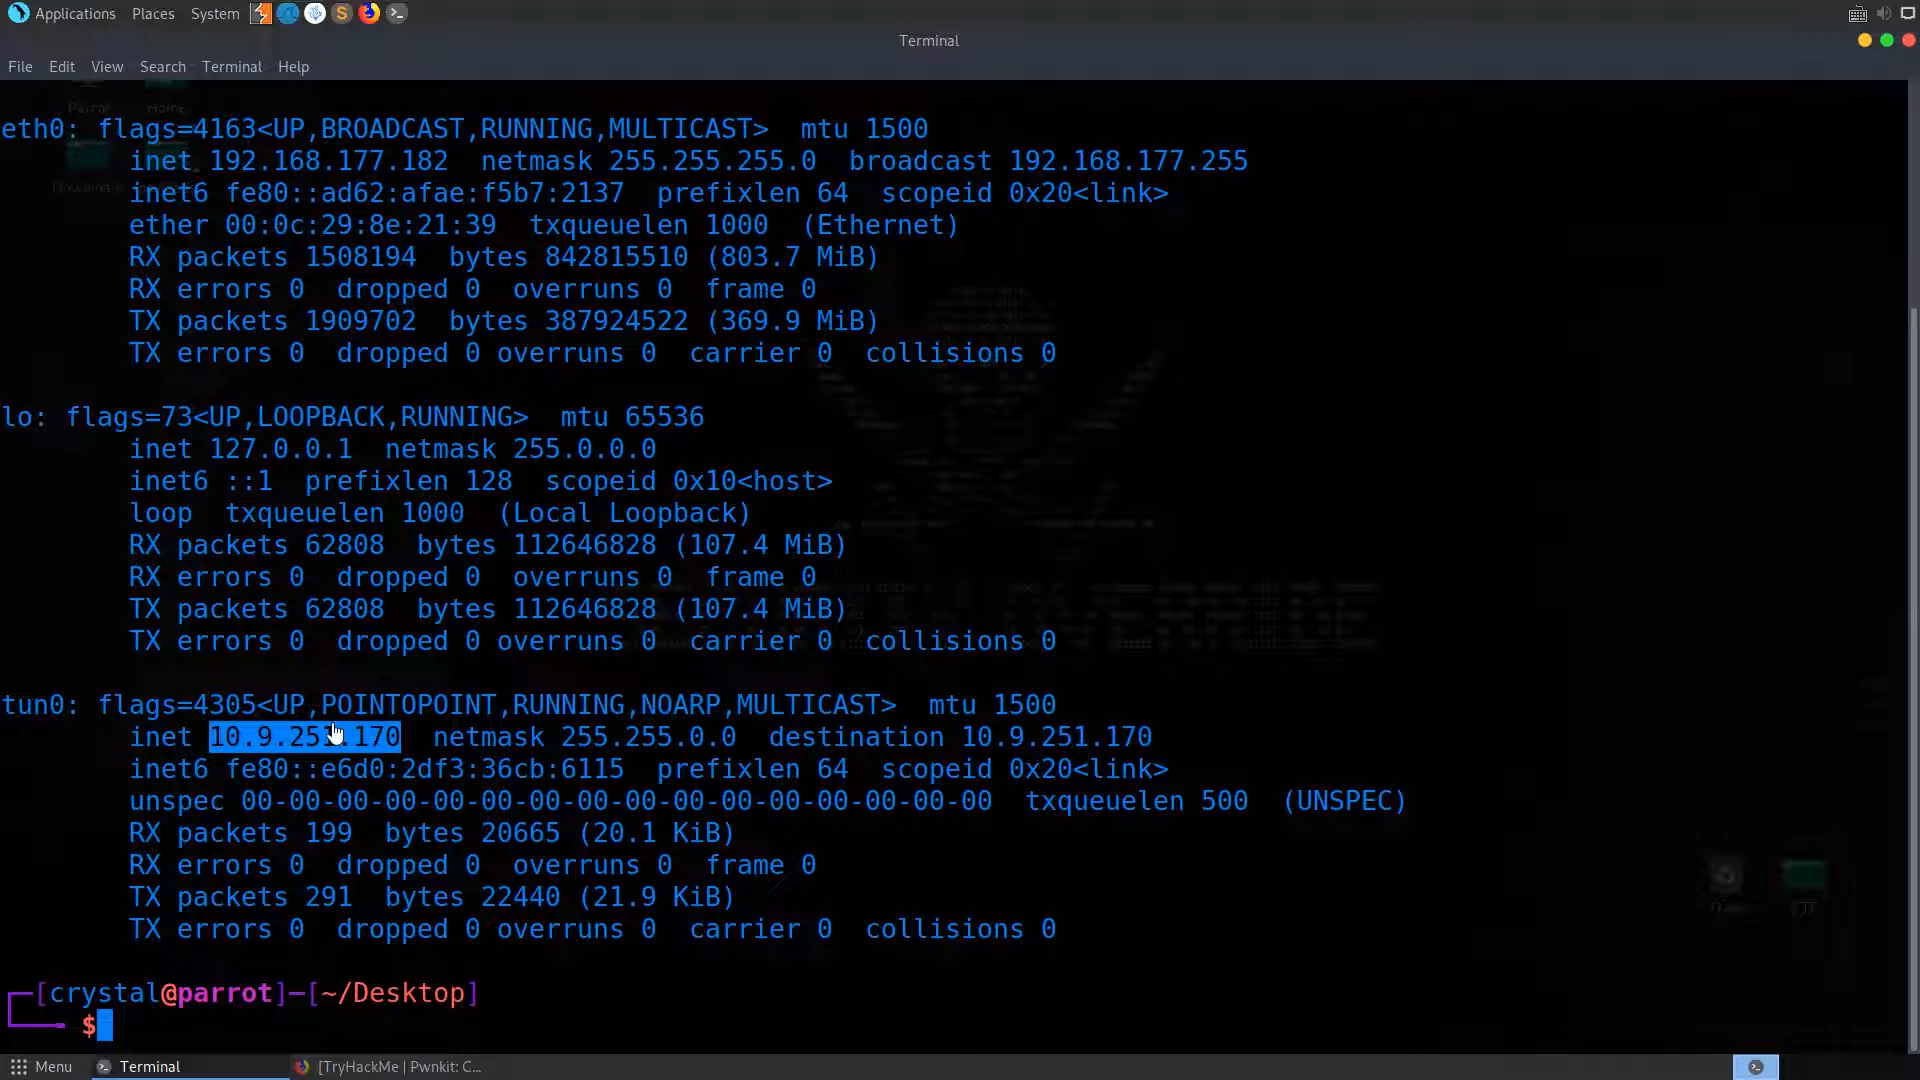 Applications Places System
Terminal
File Edit View Search Terminal Help
Parrot Home
eth0: flags=4163<UP,BROADCAST,RUNNING,MULTICAST>  mtu 1500
        inet 192.168.177.182  netmask 255.255.255.0  broadcast 192.168.177.255
        inet6 fe80::ad62:afae:f5b7:2137  prefixlen 64  scopeid 0x20<link>
        ether 00:0c:29:8e:21:39  txqueuelen 1000  (Ethernet)
        RX packets 1508194  bytes 842815510 (803.7 MiB)
        RX errors 0  dropped 0  overruns 0  frame 0
        TX packets 1909702  bytes 387924522 (369.9 MiB)
        TX errors 0  dropped 0 overruns 0  carrier 0  collisions 0
lo: flags=73<UP,LOOPBACK,RUNNING>  mtu 65536
        inet 127.0.0.1  netmask 255.0.0.0
        inet6 ::1  prefixlen 128  scopeid 0x10<host>
        loop  txqueuelen 1000  (Local Loopback)
        RX packets 62808  bytes 112646828 (107.4 MiB)
        RX errors 0  dropped 0  overruns 0  frame 0
        TX packets 62808  bytes 112646828 (107.4 MiB)
        TX errors 0  dropped 0 overruns 0  carrier 0  collisions 0
tun0: flags=4305<UP,POINTOPOINT,RUNNING,NOARP,MULTICAST>  mtu 1500
        inet 10.9.251.170  netmask 255.255.0.0  destination 10.9.251.170
        inet6 fe80::e6d0:2df3:36cb:6115  prefixlen 64  scopeid 0x20<link>
        unspec 00-00-00-00-00-00-00-00-00-00-00-00-00-00-00-00  txqueuelen 500  (UNSPEC)
        RX packets 199  bytes 20665 (20.1 KiB)
        RX errors 0  dropped 0  overruns 0  frame 0
        TX packets 291  bytes 22440 (21.9 KiB)
        TX errors 0  dropped 0 overruns 0  carrier 0  collisions 0
[crystal@parrot]─[~/Desktop]
$
Menu Terminal [TryHackMe | Pwnkit: C...